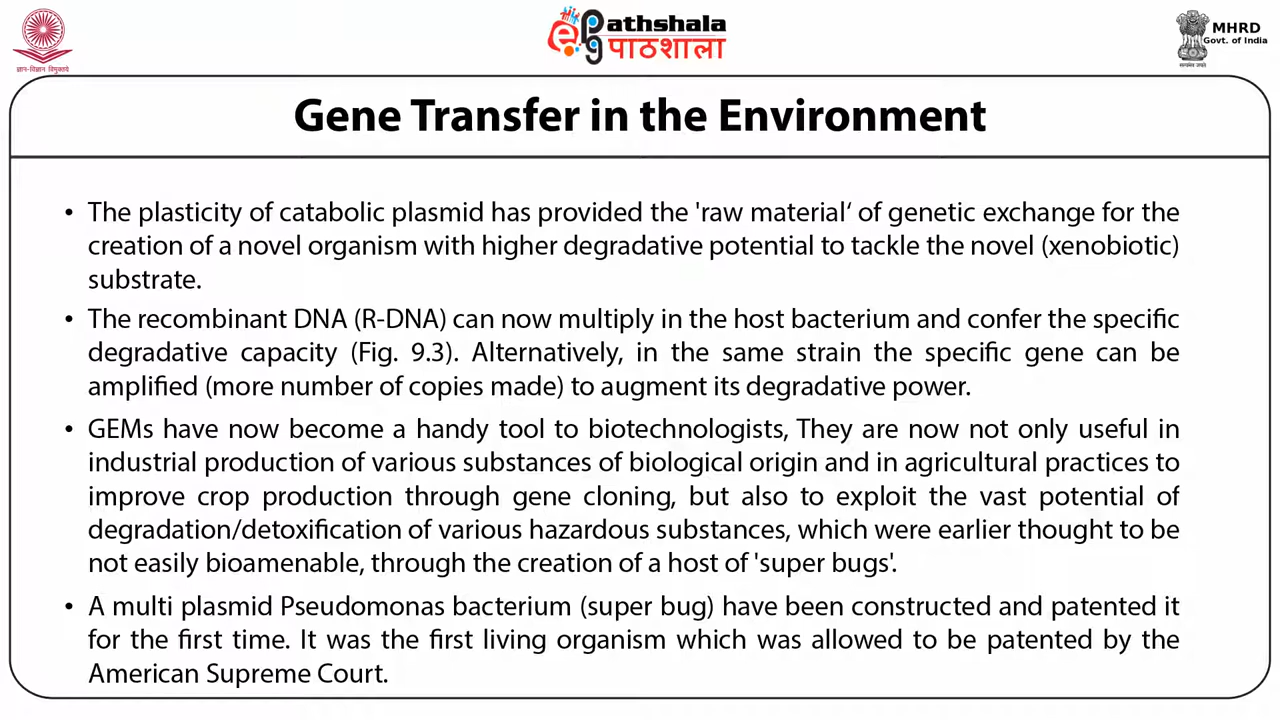 ज्ञान-विज्ञान विमुक्तये
ePg athshala
पाठशाला
MHRD
Govt. of India
सत्यमेव जयते
Gene Transfer in the Environment
• The plasticity of catabolic plasmid has provided the 'raw material‘ of genetic exchange for the
creation of a novel organism with higher degradative potential to tackle the novel (xenobiotic)
substrate.
• The recombinant DNA (R-DNA) can now multiply in the host bacterium and confer the specific
degradative capacity (Fig. 9.3). Alternatively, in the same strain the specific gene can be
amplified (more number of copies made) to augment its degradative power.
• GEMs have now become a handy tool to biotechnologists, They are now not only useful in
industrial production of various substances of biological origin and in agricultural practices to
improve crop production through gene cloning, but also to exploit the vast potential of
degradation/detoxification of various hazardous substances, which were earlier thought to be
not easily bioamenable, through the creation of a host of 'super bugs'.
• A multi plasmid Pseudomonas bacterium (super bug) have been constructed and patented it
for the first time. It was the first living organism which was allowed to be patented by the
American Supreme Court.